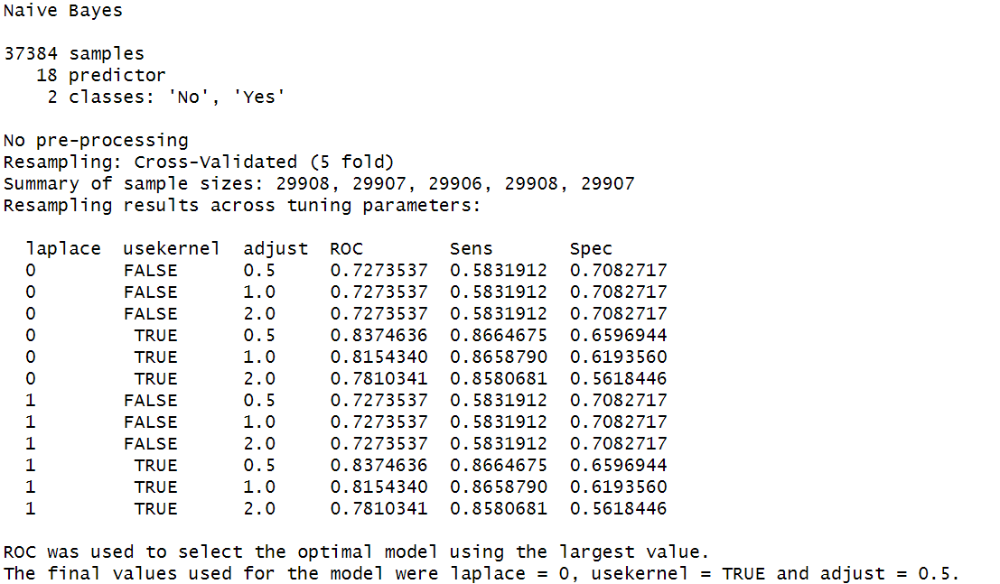 Naive Bayes

37384 samples
   18 predictor
    2 classes: 'No', 'Yes'

No pre-processing
Resampling: Cross-Validated (5 fold)
Summary of sample sizes: 29908, 29907, 29906, 29908, 29907
Resampling results across tuning parameters:

  laplace  usekernel  adjust  ROC        Sens       Spec
  0        FALSE      0.5     0.7273537  0.5831912  0.7082717
  0        FALSE      1.0     0.7273537  0.5831912  0.7082717
  0        FALSE      2.0     0.7273537  0.5831912  0.7082717
  0         TRUE      0.5     0.8374636  0.8664675  0.6596944
  0         TRUE      1.0     0.8154340  0.8658790  0.6193560
  0         TRUE      2.0     0.7810341  0.8580681  0.5618446
  1        FALSE      0.5     0.7273537  0.5831912  0.7082717
  1        FALSE      1.0     0.7273537  0.5831912  0.7082717
  1        FALSE      2.0     0.7273537  0.5831912  0.7082717
  1         TRUE      0.5     0.8374636  0.8664675  0.6596944
  1         TRUE      1.0     0.8154340  0.8658790  0.6193560
  1         TRUE      2.0     0.7810341  0.8580681  0.5618446

ROC was used to select the optimal model using the largest value.
The final values used for the model were laplace = 0, usekernel = TRUE and adjust = 0.5.